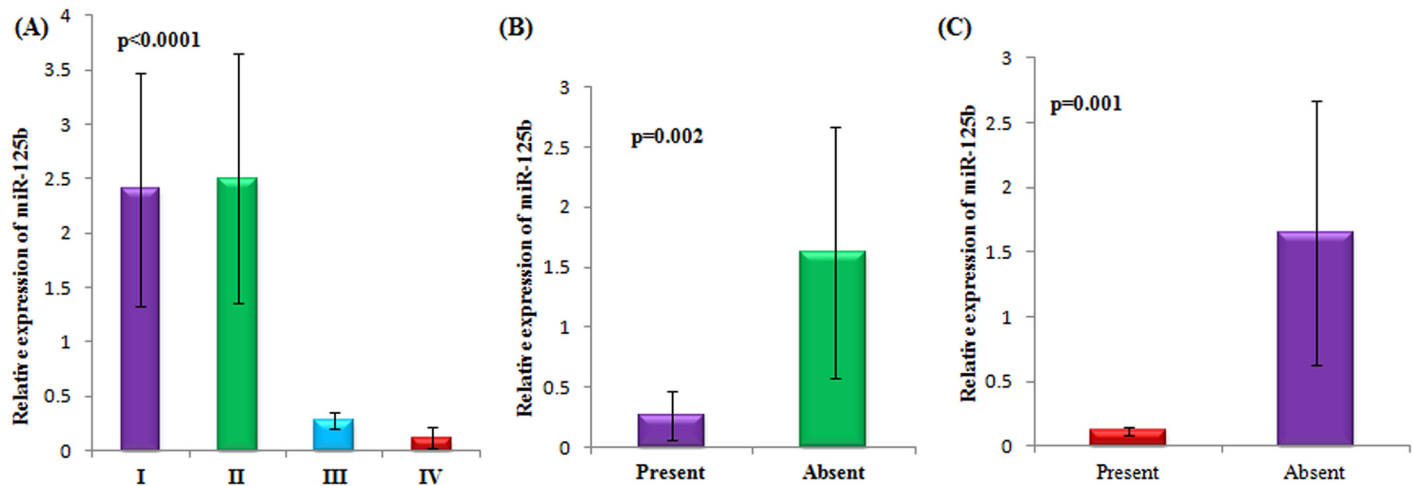 (A)
p<0.0001
Relative expression of miR-125b
4
3.5
3
2.5
2
1.5
1
0.5
0
I
II
III
IV
(B)
p=0.002
Relative expression of miR-125b
3
2.5
2
1.5
1
0.5
0
Present
Absent
(C)
p=0.001
Relative expression of miR-125b
3
2.5
2
1.5
1
0.5
0
Present
Absent